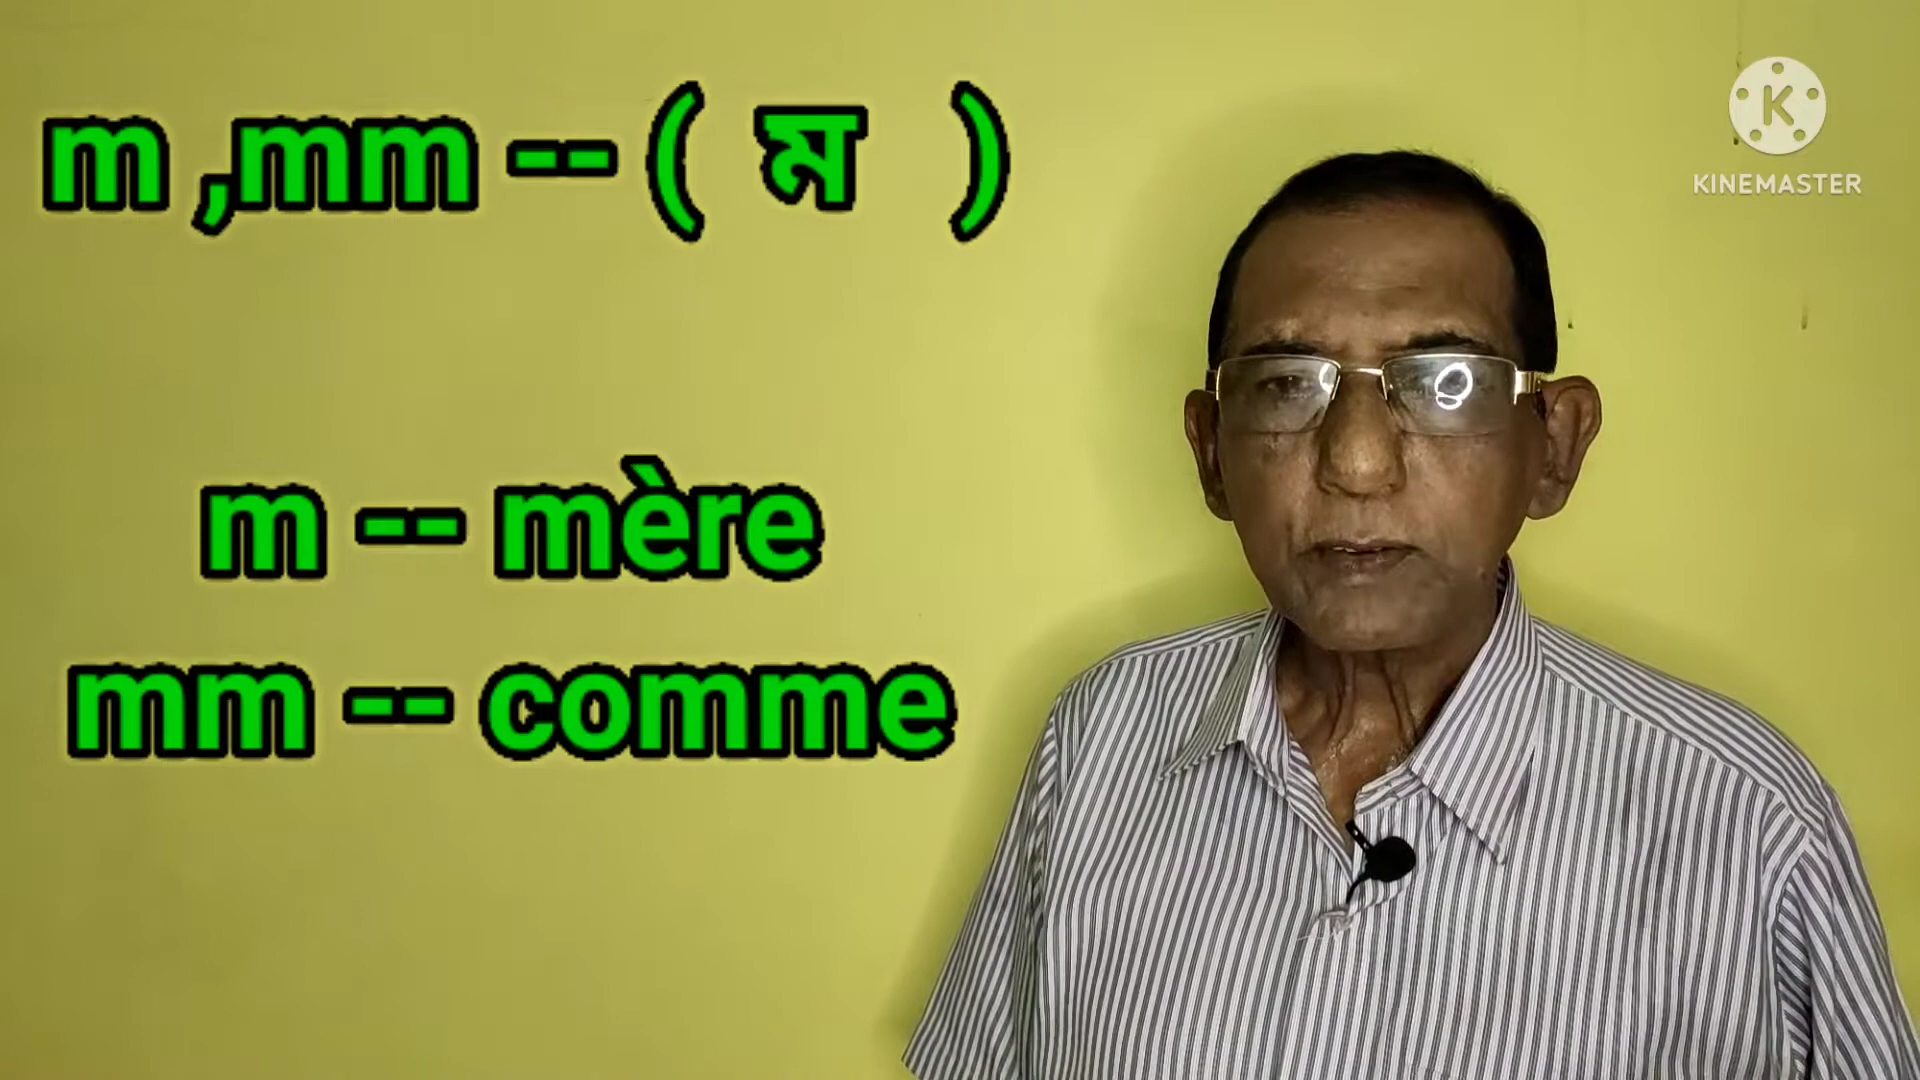 m ,mm -- ( ম )
m -- mère
mm -- comme
K
KINEMASTER